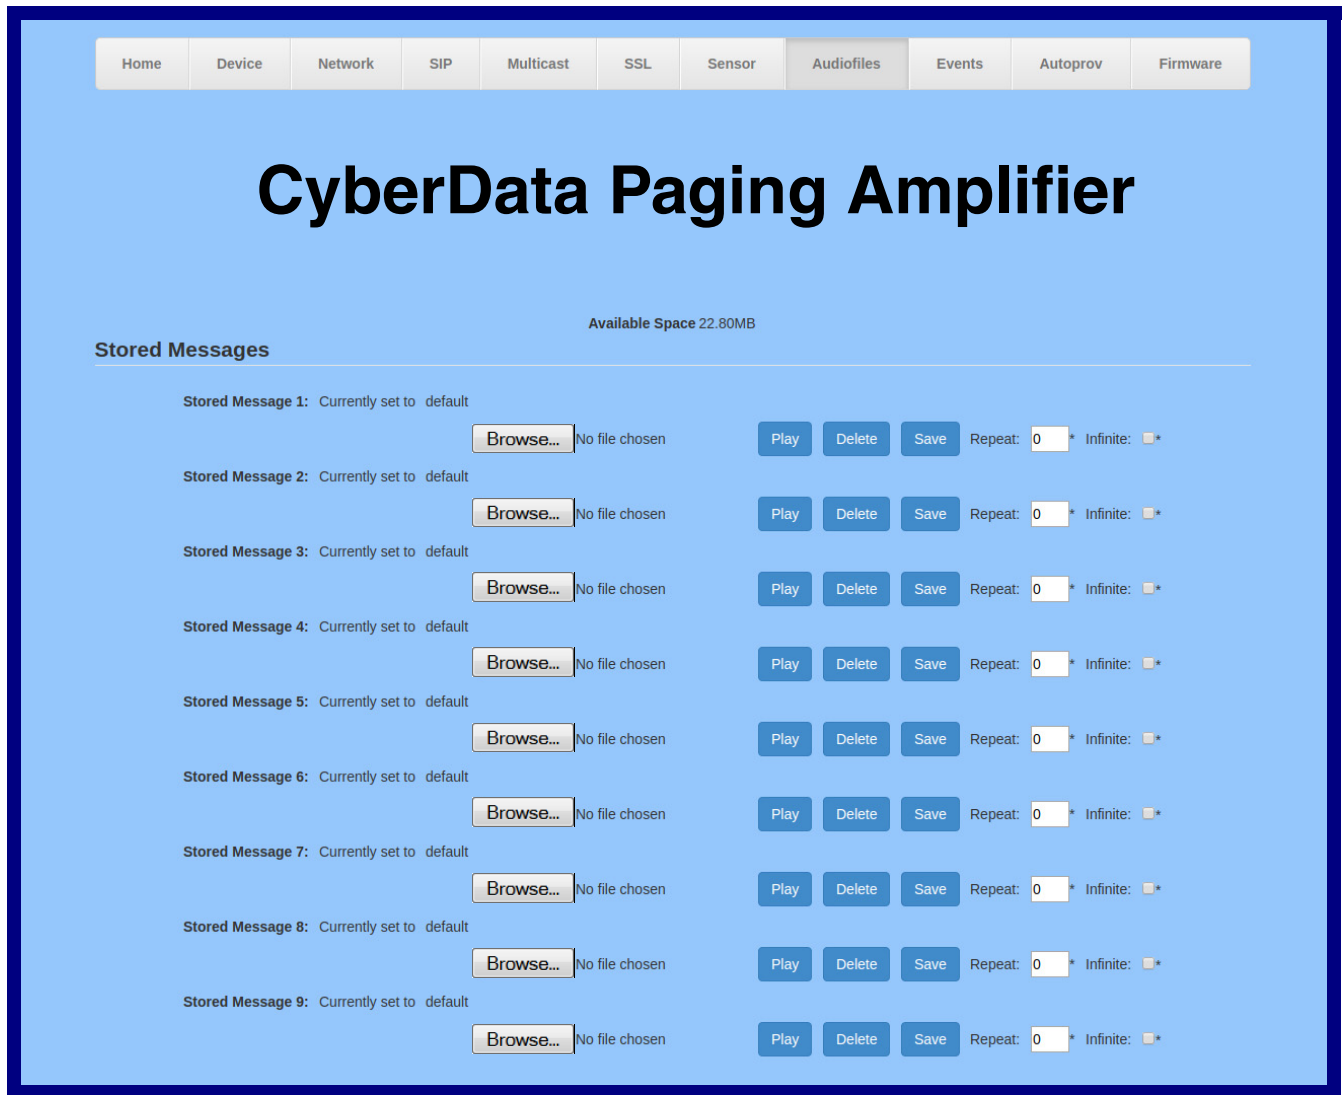 Home Device Network SIP Multicast SSL Sensor Audiofiles Events Autoprov Firmware
CyberData Paging Amplifier
Available Space 22.80MB
Stored Messages
Stored Message 1: Currently set to default
Browse... No file chosen Play Delete Save Repeat: 0 * Infinite: *
Stored Message 2: Currently set to default
Browse... No file chosen Play Delete Save Repeat: 0 * Infinite: *
Stored Message 3: Currently set to default
Browse... No file chosen Play Delete Save Repeat: 0 * Infinite: *
Stored Message 4: Currently set to default
Browse... No file chosen Play Delete Save Repeat: 0 * Infinite: *
Stored Message 5: Currently set to default
Browse... No file chosen Play Delete Save Repeat: 0 * Infinite: *
Stored Message 6: Currently set to default
Browse... No file chosen Play Delete Save Repeat: 0 * Infinite: *
Stored Message 7: Currently set to default
Browse... No file chosen Play Delete Save Repeat: 0 * Infinite: *
Stored Message 8: Currently set to default
Browse... No file chosen Play Delete Save Repeat: 0 * Infinite: *
Stored Message 9: Currently set to default
Browse... No file chosen Play Delete Save Repeat: 0 * Infinite: *